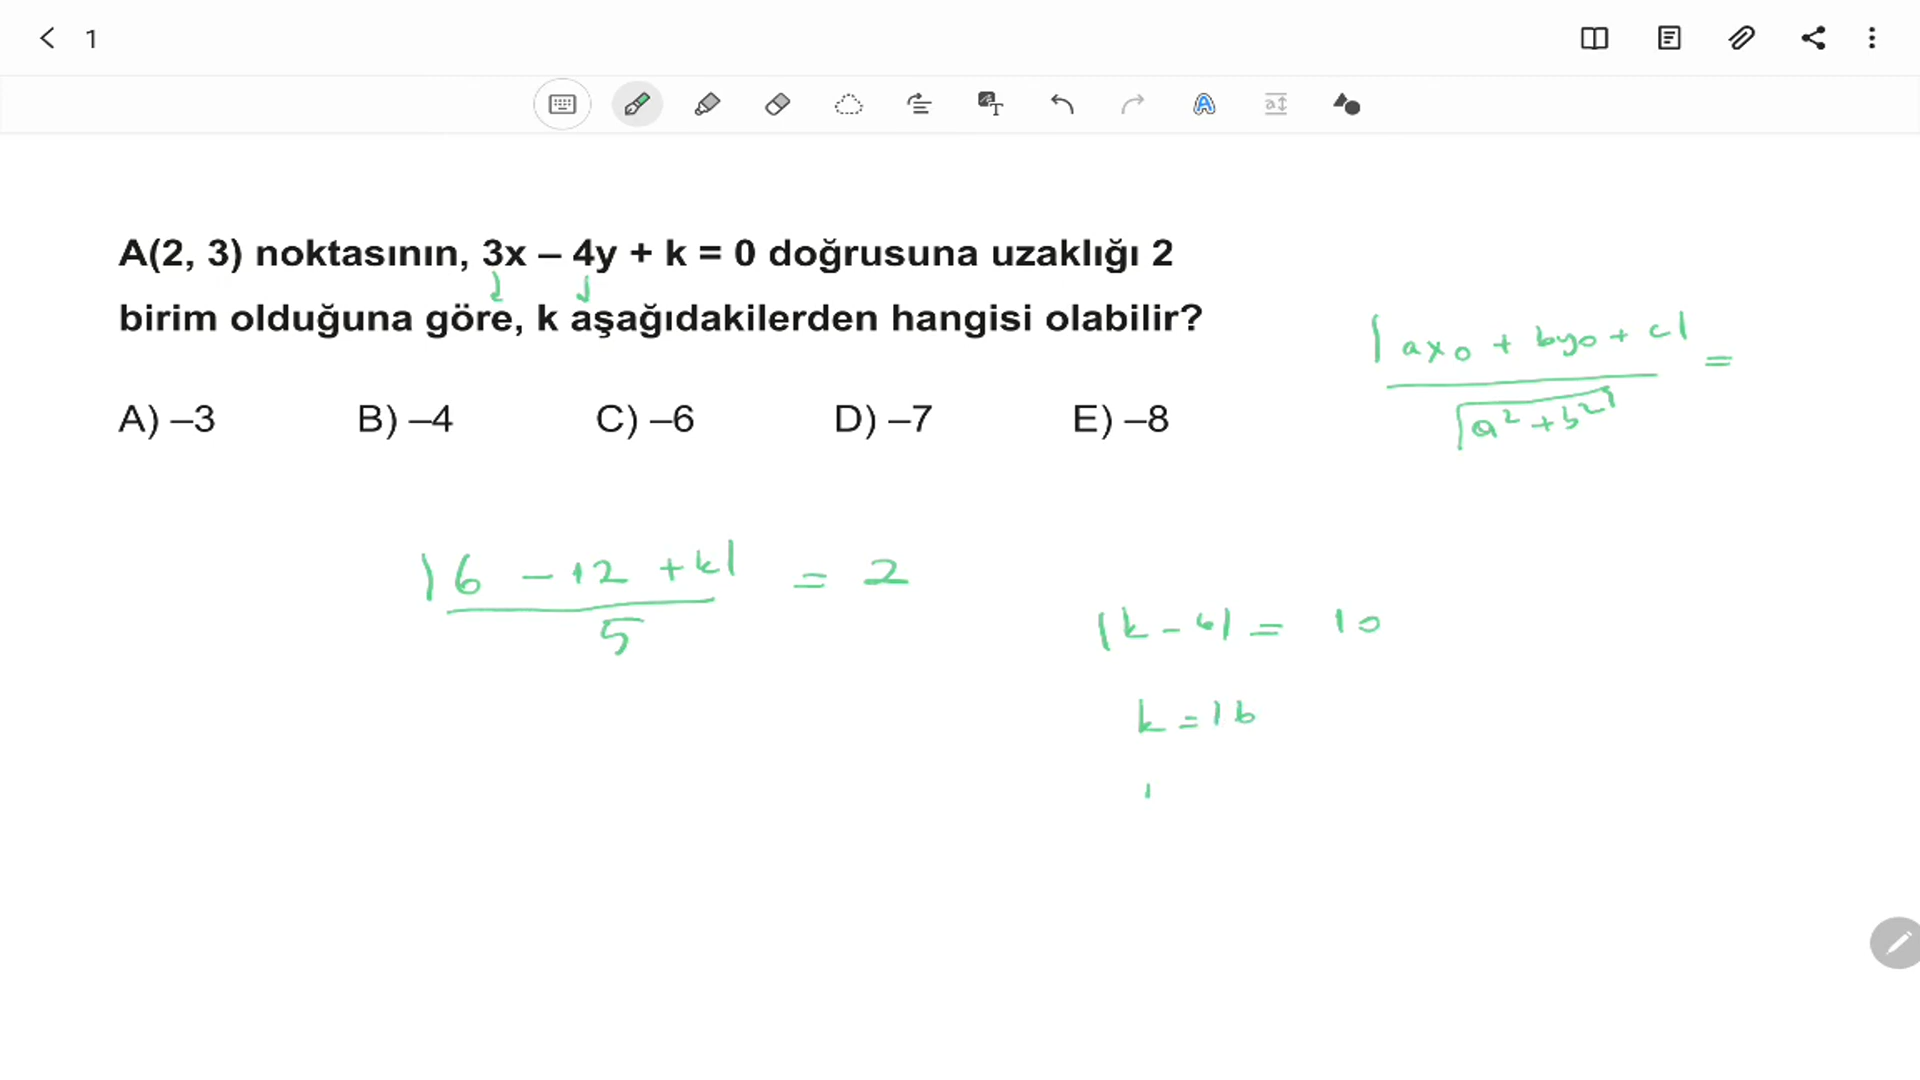 1
A(2, 3) noktasının, 3x – 4y + k = 0 doğrusuna uzaklığı 2
birim olduğuna göre, k aşağıdakilerden hangisi olabilir?
|ax₀ + by₀ + c| =
√a² + b²
A) –3 B) –4 C) –6 D) –7 E) –8
|6 – 12 + k| = 2
5
|k – 6| = 10
k = 16